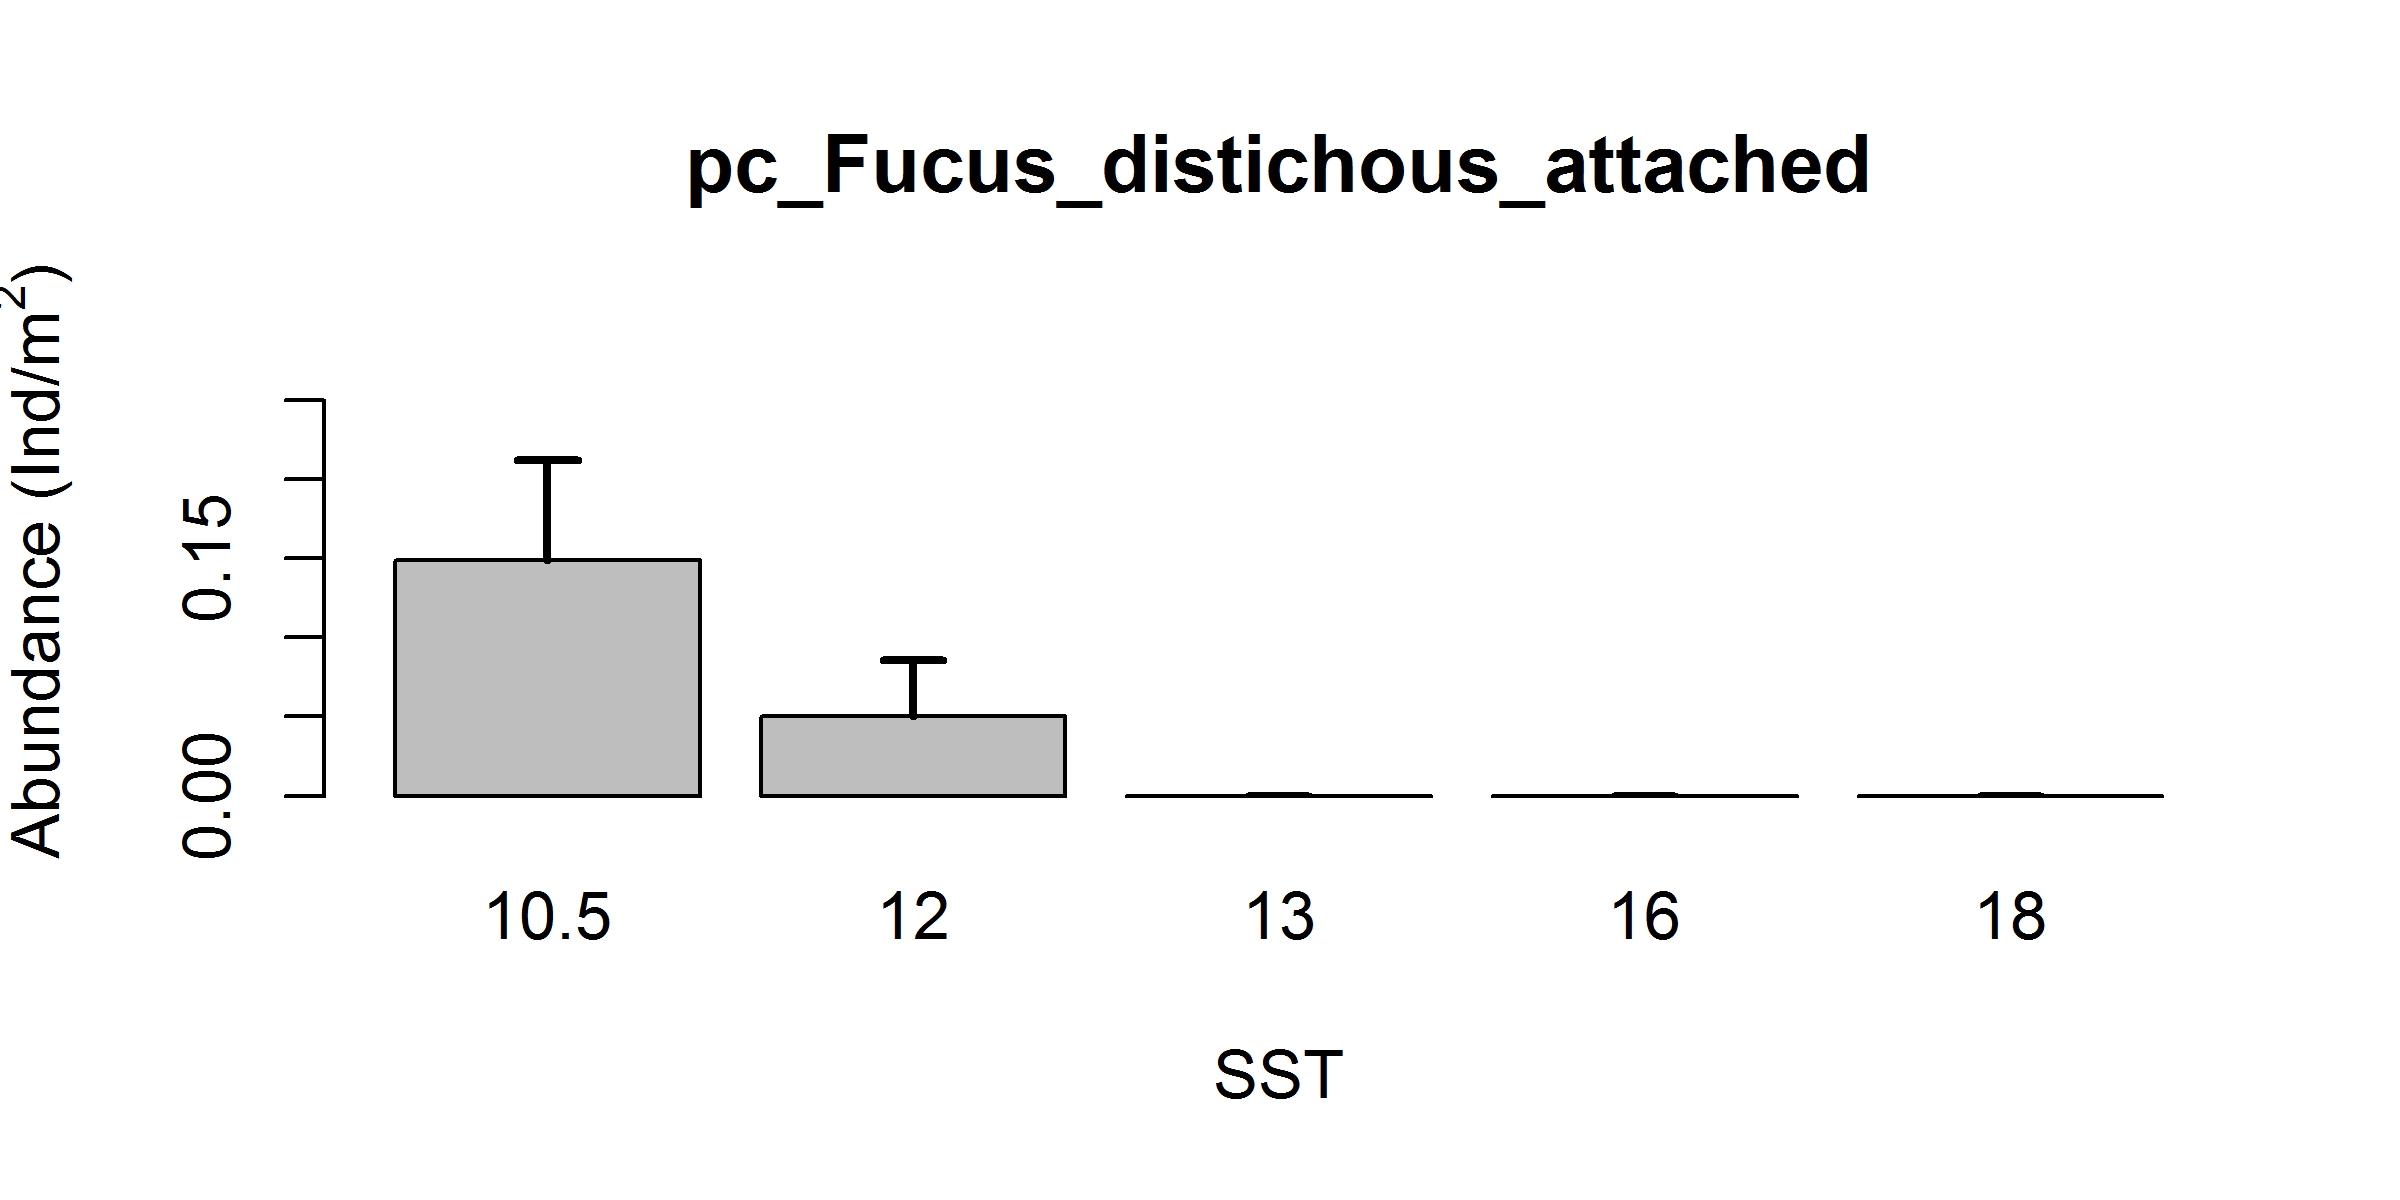 pc_Fucus_distichous_attached
Abundance (Ind/m²)
0.15
0.00
10.5 12 13 16 18
SST